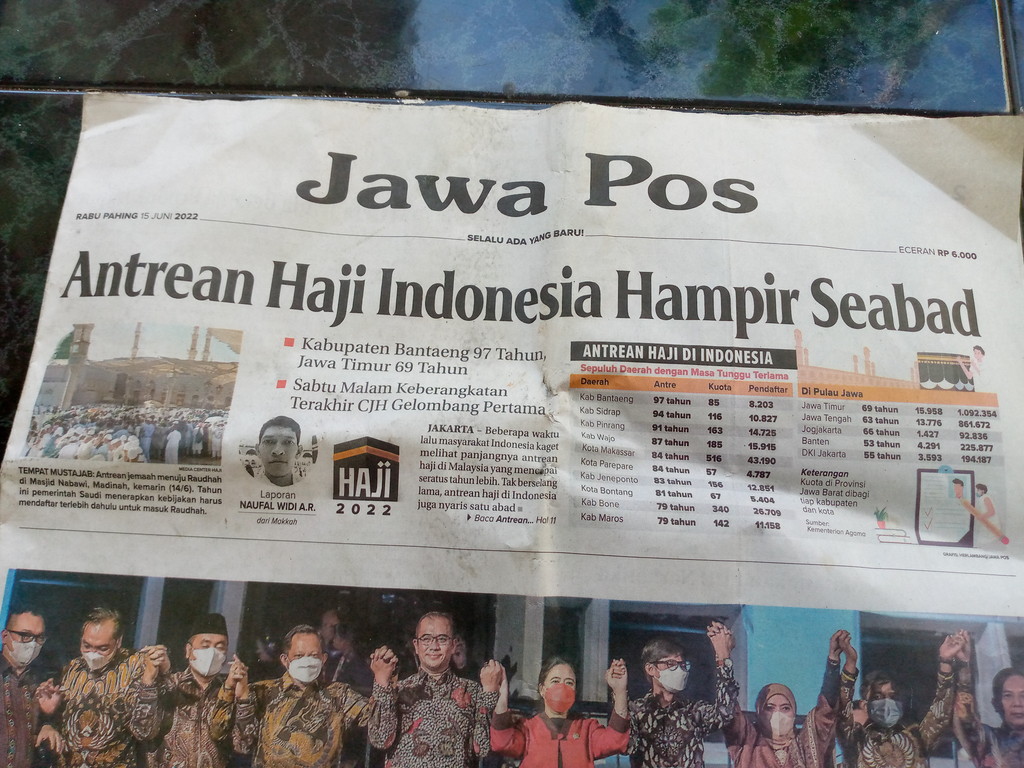 Jawa Pos
RABU PAHING 15 JUNI 2022
SELALU ADA YANG BARU!
ECERAN RP 6.000
Antrean Haji Indonesia Hampir Seabad
MEDIA CENTER HAJI
TEMPAT MUSTAJAB: Antrean jemaah menuju Raudhah
di Masjid Nabawi, Madinah, kemarin (14/6). Tahun
ini pemerintah Saudi menerapkan kebijakan harus
mendaftar terlebih dahulu untuk masuk Raudhah.
Kabupaten Bantaeng 97 Tahun,
Jawa Timur 69 Tahun
Sabtu Malam Keberangkatan
Terakhir CJH Gelombang Pertama
Laporan
NAUFAL WIDI A.R.
dari Makkah
HAJI
2022
JAKARTA – Beberapa waktu
lalu masyarakat Indonesia kaget
melihat panjangnya antrean
haji di Malaysia yang mencapai
seratus tahun lebih. Tak berselang
lama, antrean haji di Indonesia
juga nyaris satu abad
Baca Antrean... Hal 11
ANTREAN HAJI DI INDONESIA
Sepuluh Daerah dengan Masa Tunggu Terlama
Daerah Antre Kuota Pendaftar
Kab Bantaeng 97 tahun 85 8.203
Kab Sidrap 94 tahun 116 10.827
Kab Pinrang 91 tahun 163 14.725
Kab Wajo 87 tahun 185 15.915
Kota Makassar 84 tahun 516 43.190
Kota Parepare 84 tahun 57 4.787
Kab Jeneponto 83 tahun 156 12.851
Kota Bontang 81 tahun 67 5.404
Kab Bone 79 tahun 340 26.709
Kab Maros 79 tahun 142 11.158
Di Pulau Jawa
Jawa Timur 69 tahun 15.958 1.092.354
Jawa Tengah 63 tahun 13.776 861.672
Jogjakarta 66 tahun 1.427 92.836
Banten 53 tahun 4.291 225.877
DKI Jakarta 55 tahun 3.593 194.187
Keterangan
Kuota di Provinsi
Jawa Barat dibagi
tiap kabupaten
dan kota
Sumber:
Kementerian Agama